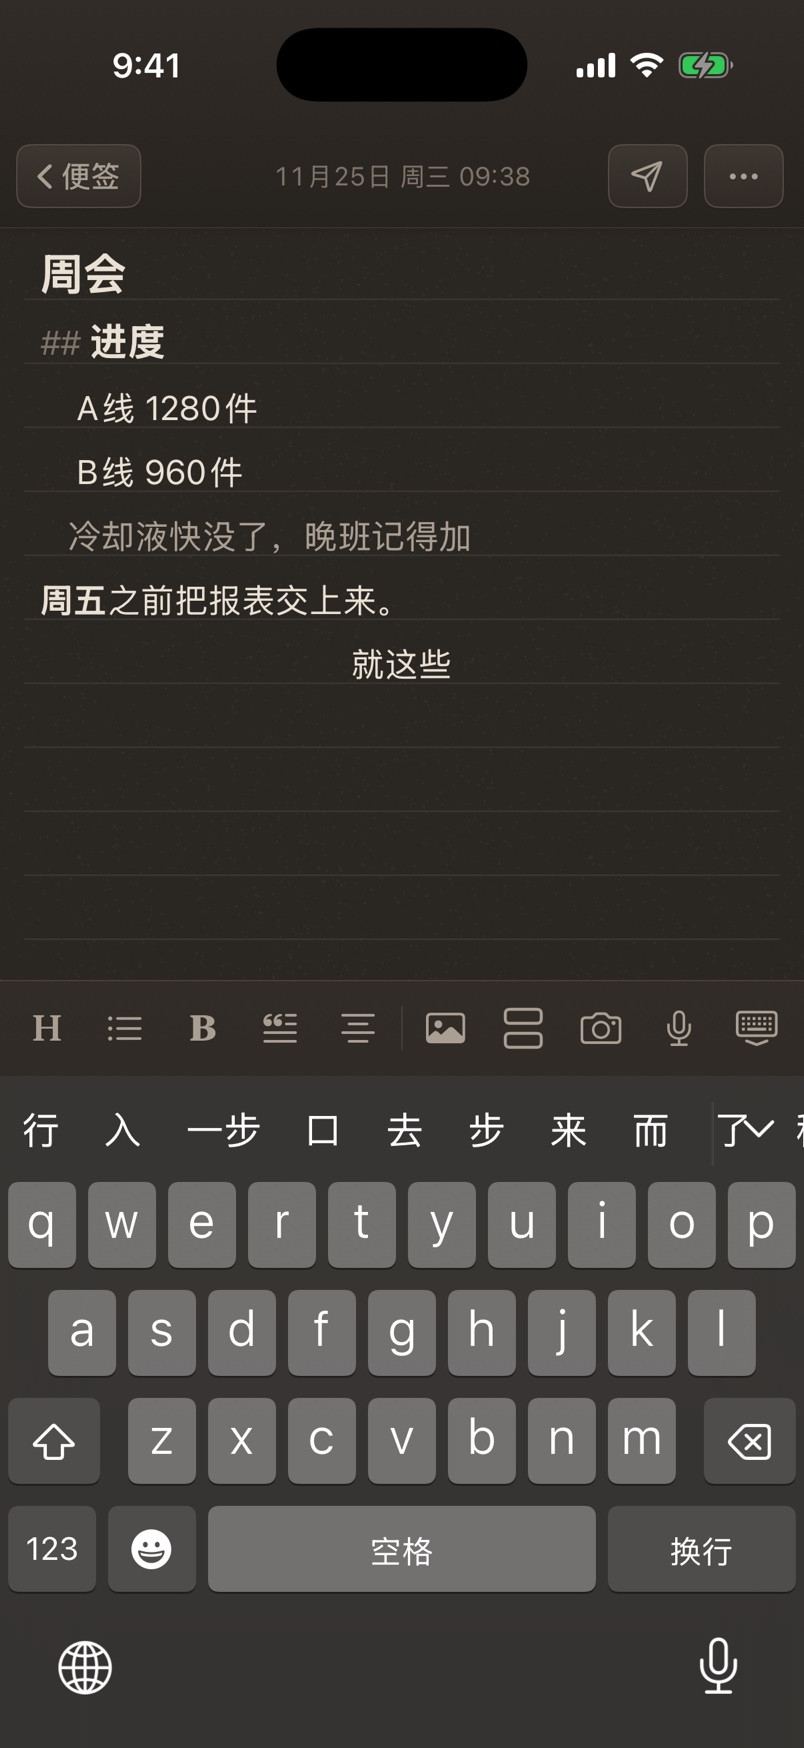 9:41
便签
11月25日 周三 09:38
周会
## 进度
A线 1280件
B线 960件
冷却液快没了，晚班记得加
周五之前把报表交上来。
就这些
H B
行 入 一步 口 去 步 来 而 了
q w e r t y u i o p
a s d f g h j k l
z x c v b n m
123 空格 换行